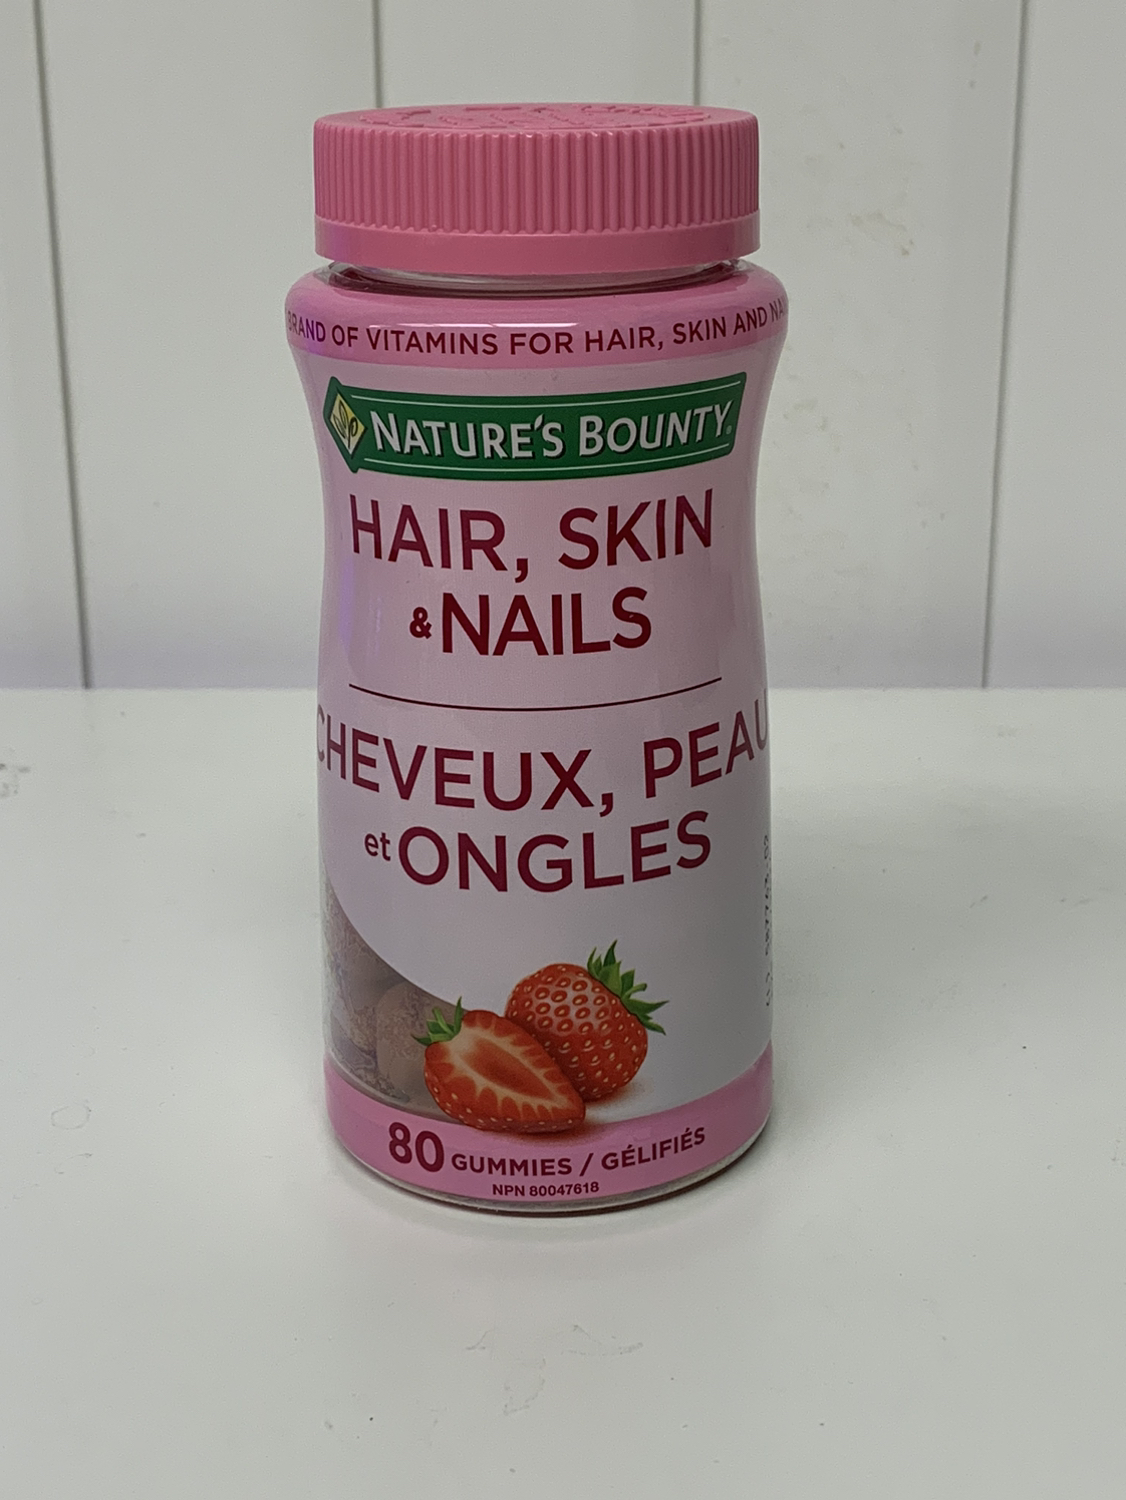 BRAND OF VITAMINS FOR HAIR, SKIN AND
NATURE'S BOUNTY®
HAIR, SKIN
& NAILS
CHEVEUX, PEAU
et ONGLES
80 GUMMIES / GÉLIFIÉS
NPN 80047618